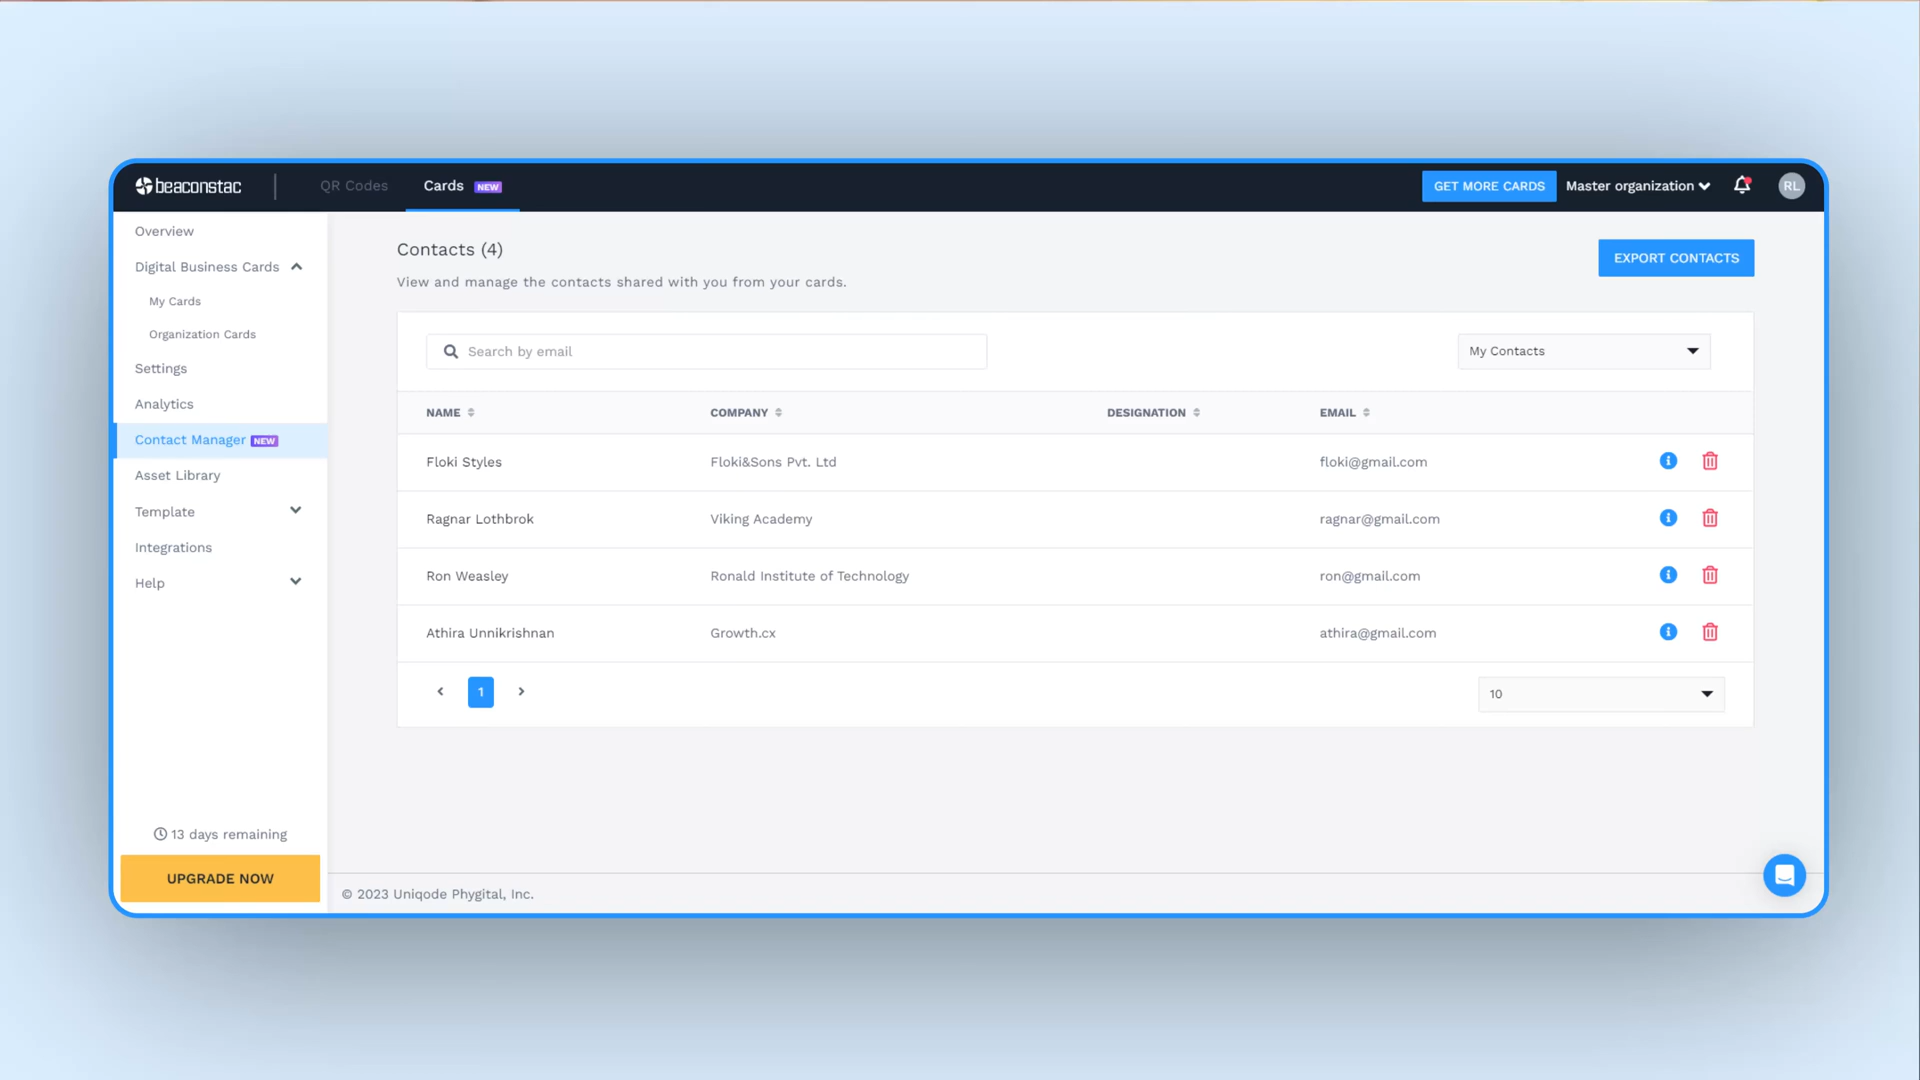 beaconstac
QR Codes
Cards NEW
GET MORE CARDS
Master organization
RL
Overview
Digital Business Cards
My Cards
Organization Cards
Settings
Analytics
Contact Manager NEW
Asset Library
Template
Integrations
Help
13 days remaining
UPGRADE NOW
Contacts (4)
View and manage the contacts shared with you from your cards.
EXPORT CONTACTS
Search by email
My Contacts
NAME COMPANY DESIGNATION EMAIL
Floki Styles Floki&Sons Pvt. Ltd floki@gmail.com
Ragnar Lothbrok Viking Academy ragnar@gmail.com
Ron Weasley Ronald Institute of Technology ron@gmail.com
Athira Unnikrishnan Growth.cx athira@gmail.com
1
10
© 2023 Uniqode Phygital, Inc.